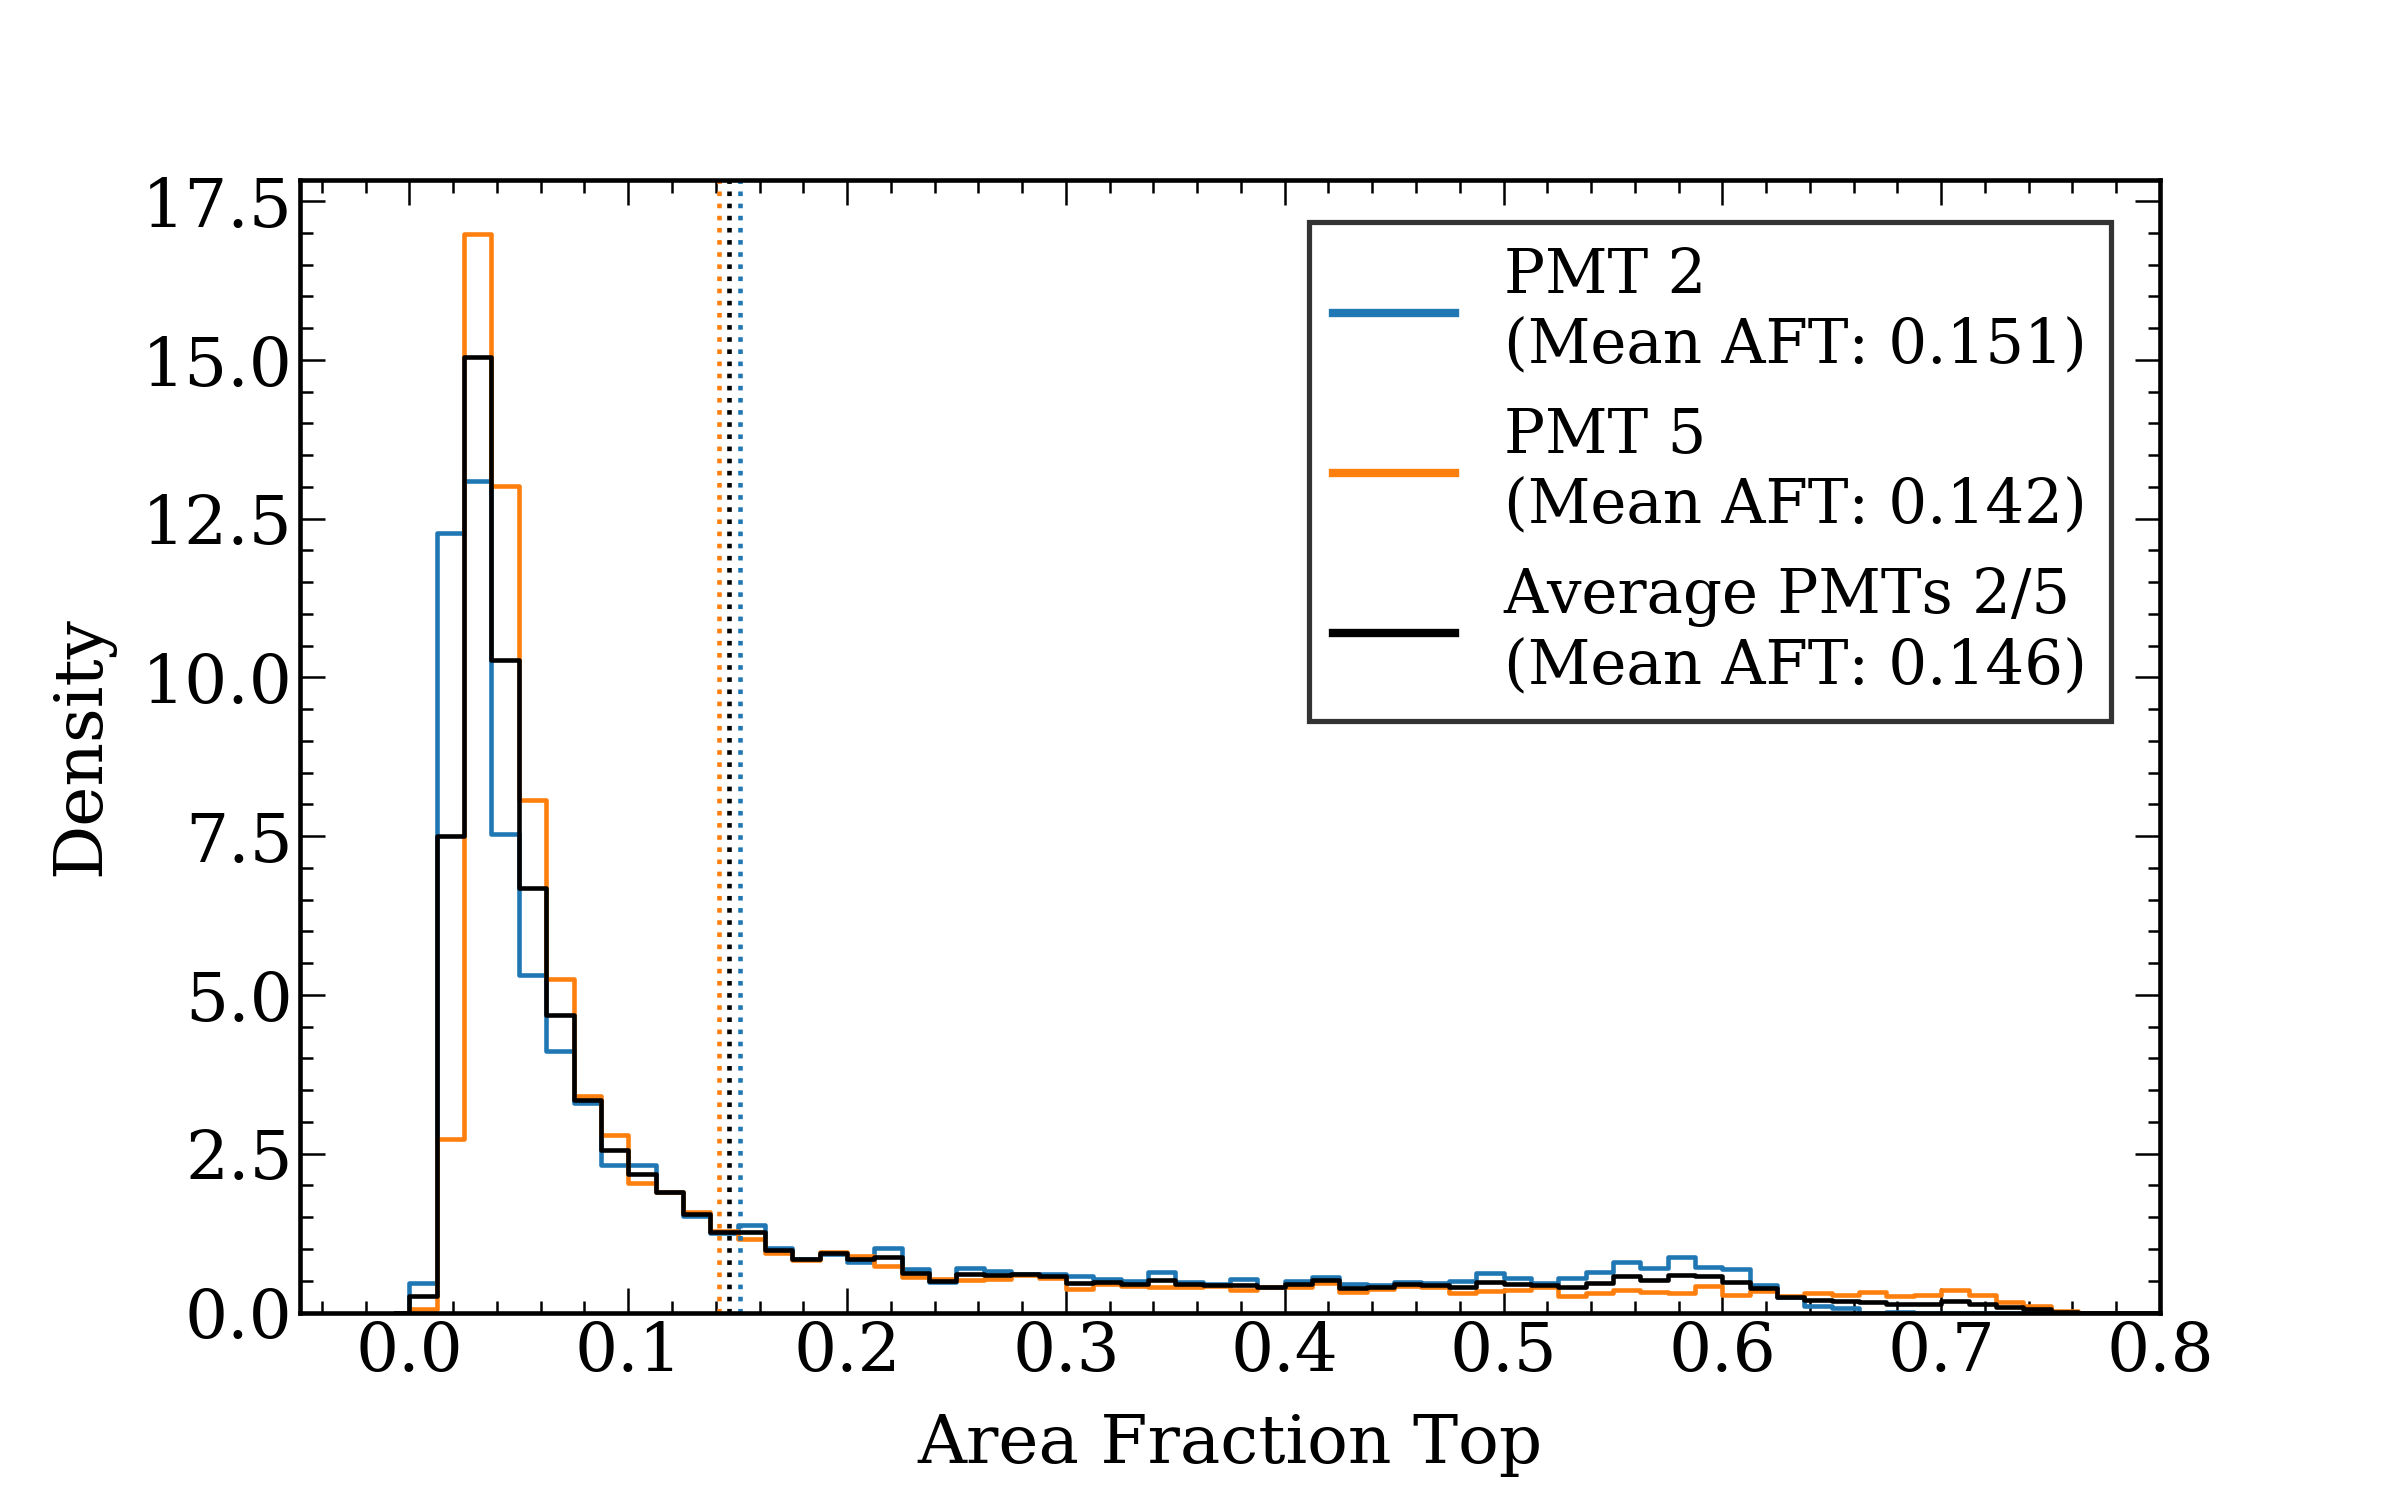 17.5
15.0
12.5
10.0
7.5
5.0
2.5
0.0
Density
PMT 2
(Mean AFT: 0.151)
PMT 5
(Mean AFT: 0.142)
Average PMTs 2/5
(Mean AFT: 0.146)
0.0 0.1 0.2 0.3 0.4 0.5 0.6 0.7 0.8
Area Fraction Top